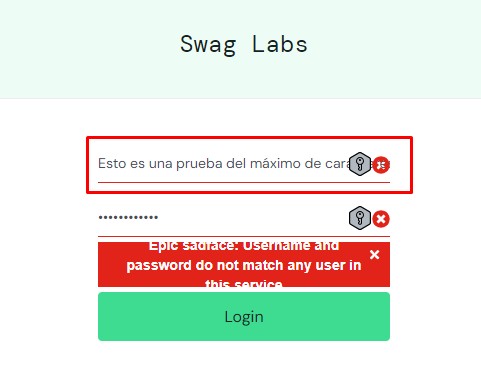 Swag Labs
Esto es una prueba del máximo de
••••••••••••
Epic sadface: Username and
password do not match any user in
this service
Login